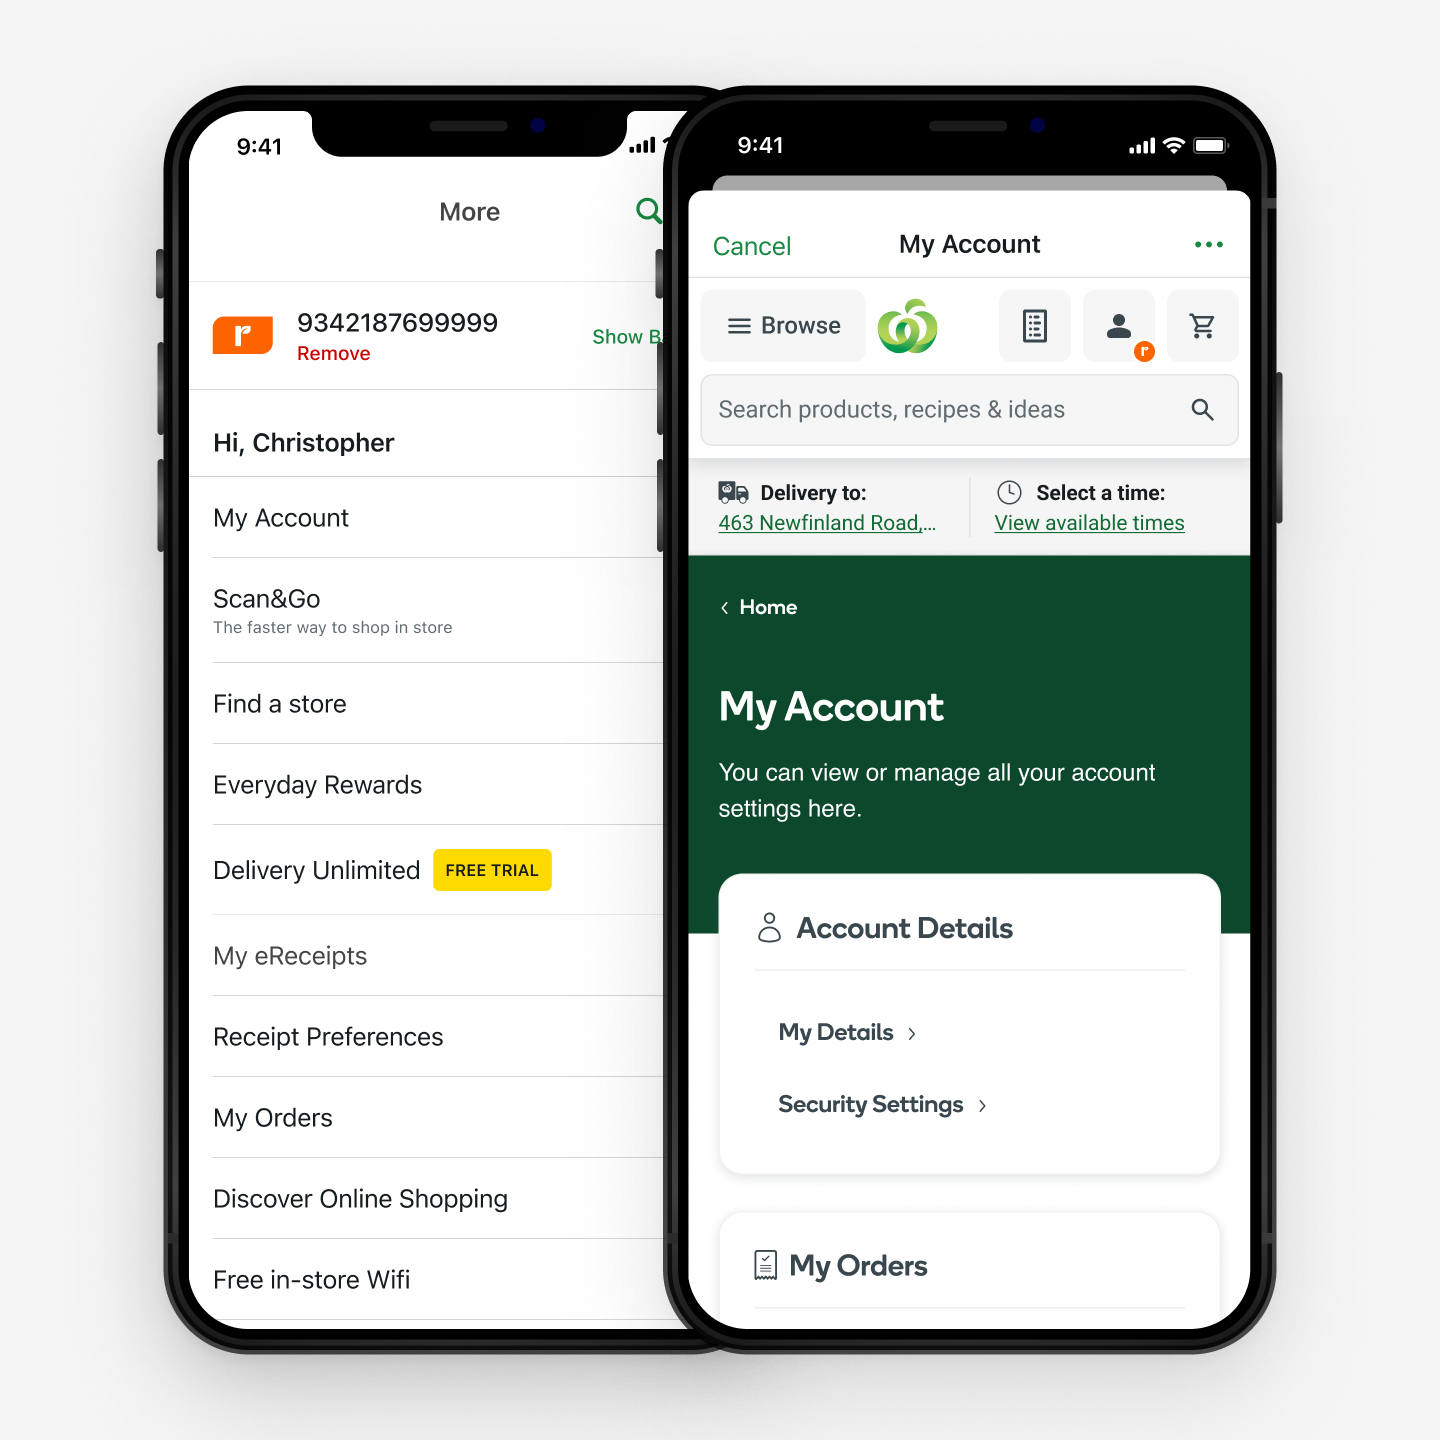 9:41
More
9342187699999
Remove
Show B
Hi, Christopher
My Account
Scan&Go
The faster way to shop in store
Find a store
Everyday Rewards
Delivery Unlimited FREE TRIAL
My eReceipts
Receipt Preferences
My Orders
Discover Online Shopping
Free in-store Wifi
9:41
Cancel My Account
Browse
Search products, recipes & ideas
Delivery to:
463 Newfinland Road,...
Select a time:
View available times
Home
My Account
You can view or manage all your account
settings here.
Account Details
My Details
Security Settings
My Orders